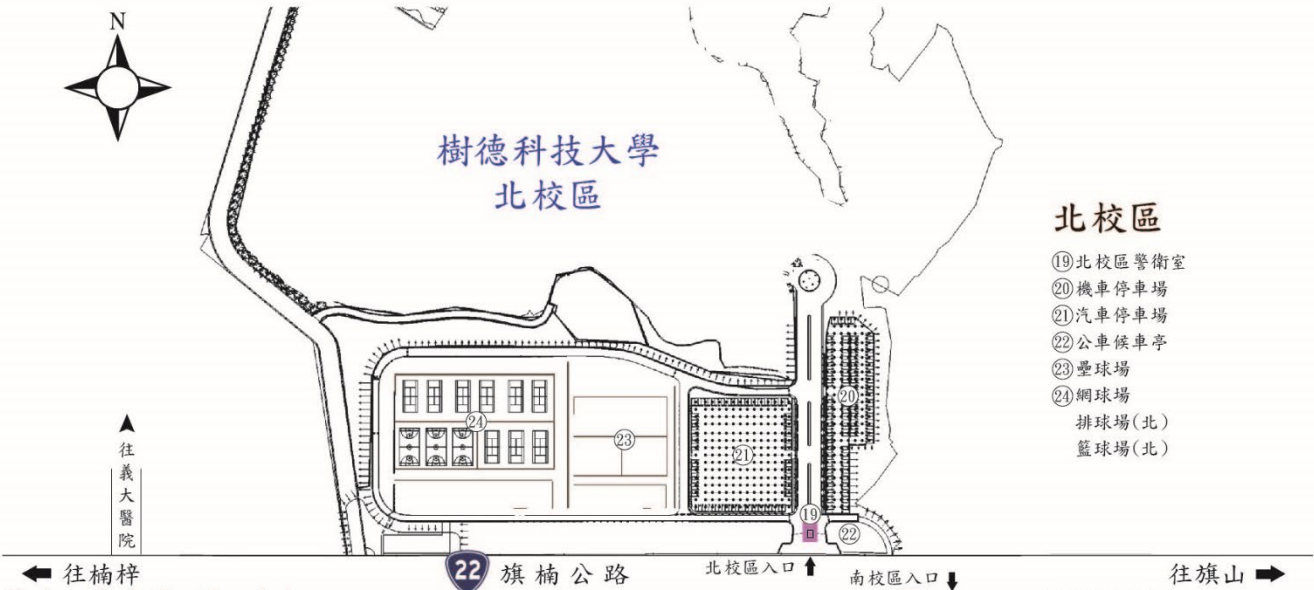 N
樹德科技大學
北校區
北校區
⑲北校區警衛室
⑳機車停車場
㉑汽車停車場
㉒公車候車亭
㉓壘球場
㉔網球場
排球場(北)
籃球場(北)
⑳
㉔
㉓
㉑
⑲
㉒
往義大醫院
往楠梓
22
旗楠公路
北校區入口
南校區入口
往旗山